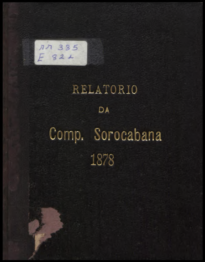 RELATORIO
DA
Comp. Sorocabana
1878